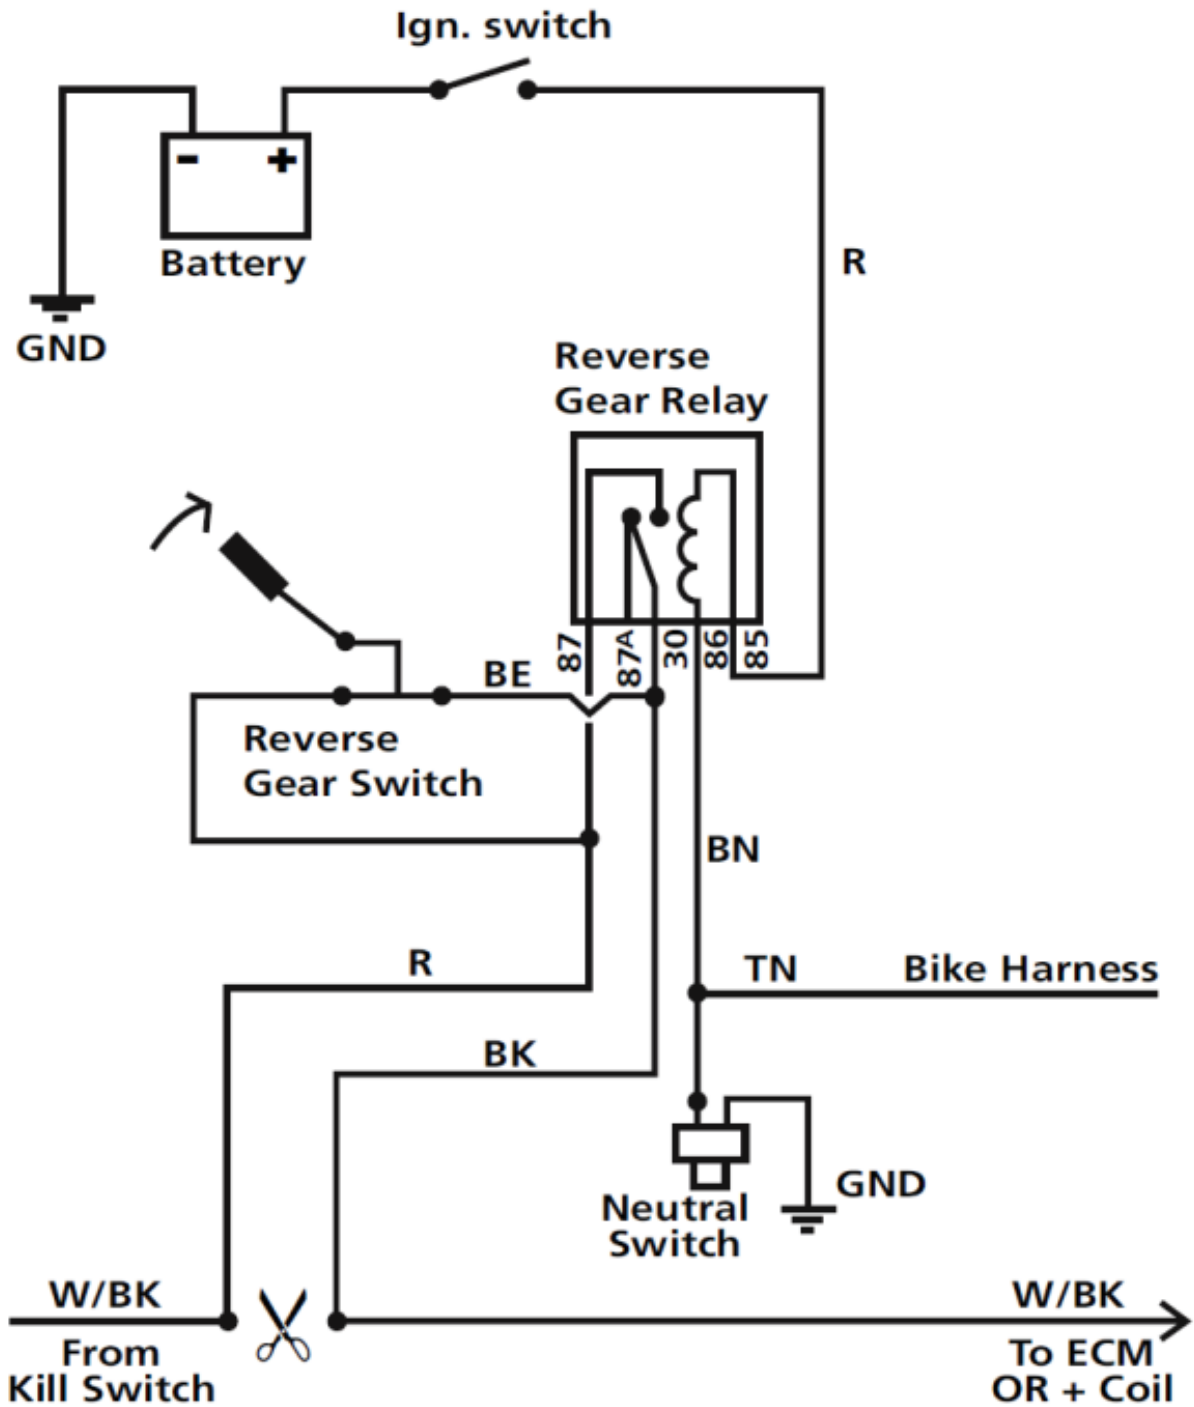 Ign. switch
- +
Battery
R
GND
Reverse
Gear Relay
87
87A
30
86
85
BE
Reverse
Gear Switch
BN
R
TN
Bike Harness
BK
GND
Neutral
Switch
W/BK
W/BK
From
Kill Switch
To ECM
OR + Coil